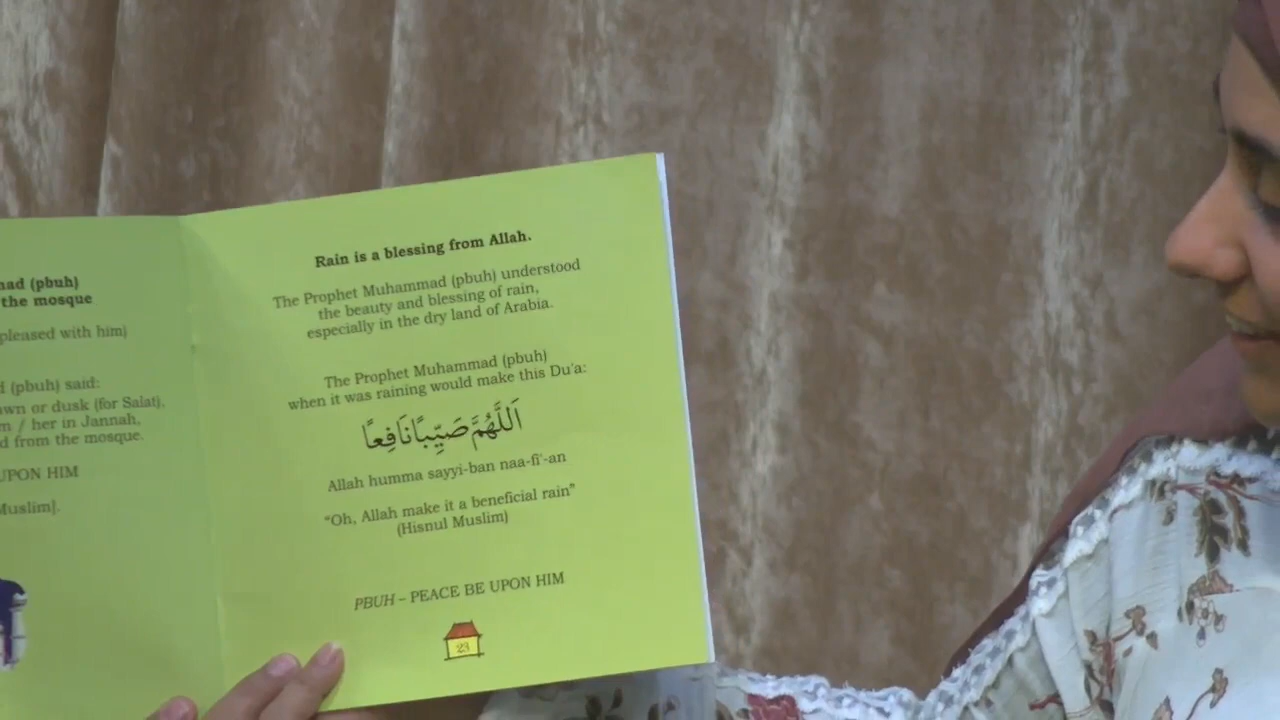 (pbuh)
the mosque
pleased with him)
(pbuh) said:
or dusk (for Salat),
/ her in Jannah,
from the mosque.
UPON HIM
Muslim].
Rain is a blessing from Allah.
The Prophet Muhammad (pbuh) understood
the beauty and blessing of rain,
especially in the dry land of Arabia.
The Prophet Muhammad (pbuh)
when it was raining would make this Du'a:
اَللَّهُمَّ صَيِّبًا نَافِعًا
Allah humma sayyi-ban naa-fi'-an
"Oh, Allah make it a beneficial rain"
(Hisnul Muslim)
PBUH – PEACE BE UPON HIM
23